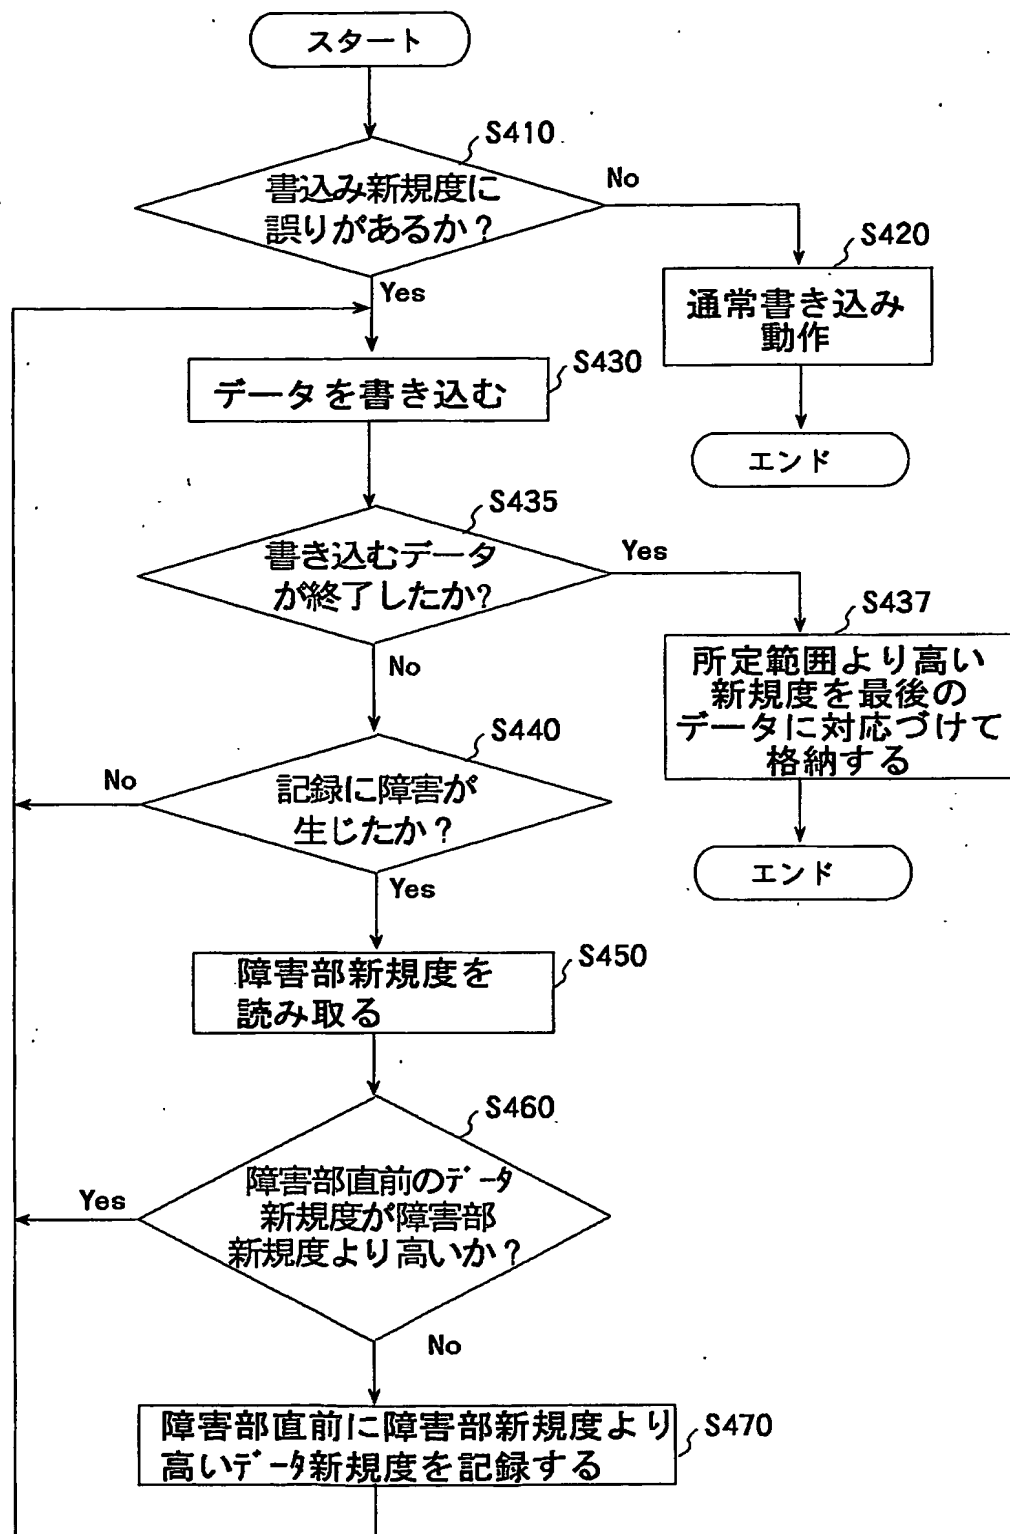 スタート
S410
書込み新規度に
誤りがあるか？
No
Yes
S420
通常書き込み
動作
エンド
S430
データを書き込む
S435
書き込むデータ
が終了したか?
Yes
No
S437
所定範囲より高い
新規度を最後の
データに対応づけて
格納する
エンド
S440
記録に障害が
生じたか？
No
Yes
S450
障害部新規度を
読み取る
S460
障害部直前のﾃﾞｰﾀ
新規度が障害部
新規度より高いか？
Yes
No
S470
障害部直前に障害部新規度より
高いﾃﾞｰﾀ新規度を記録する